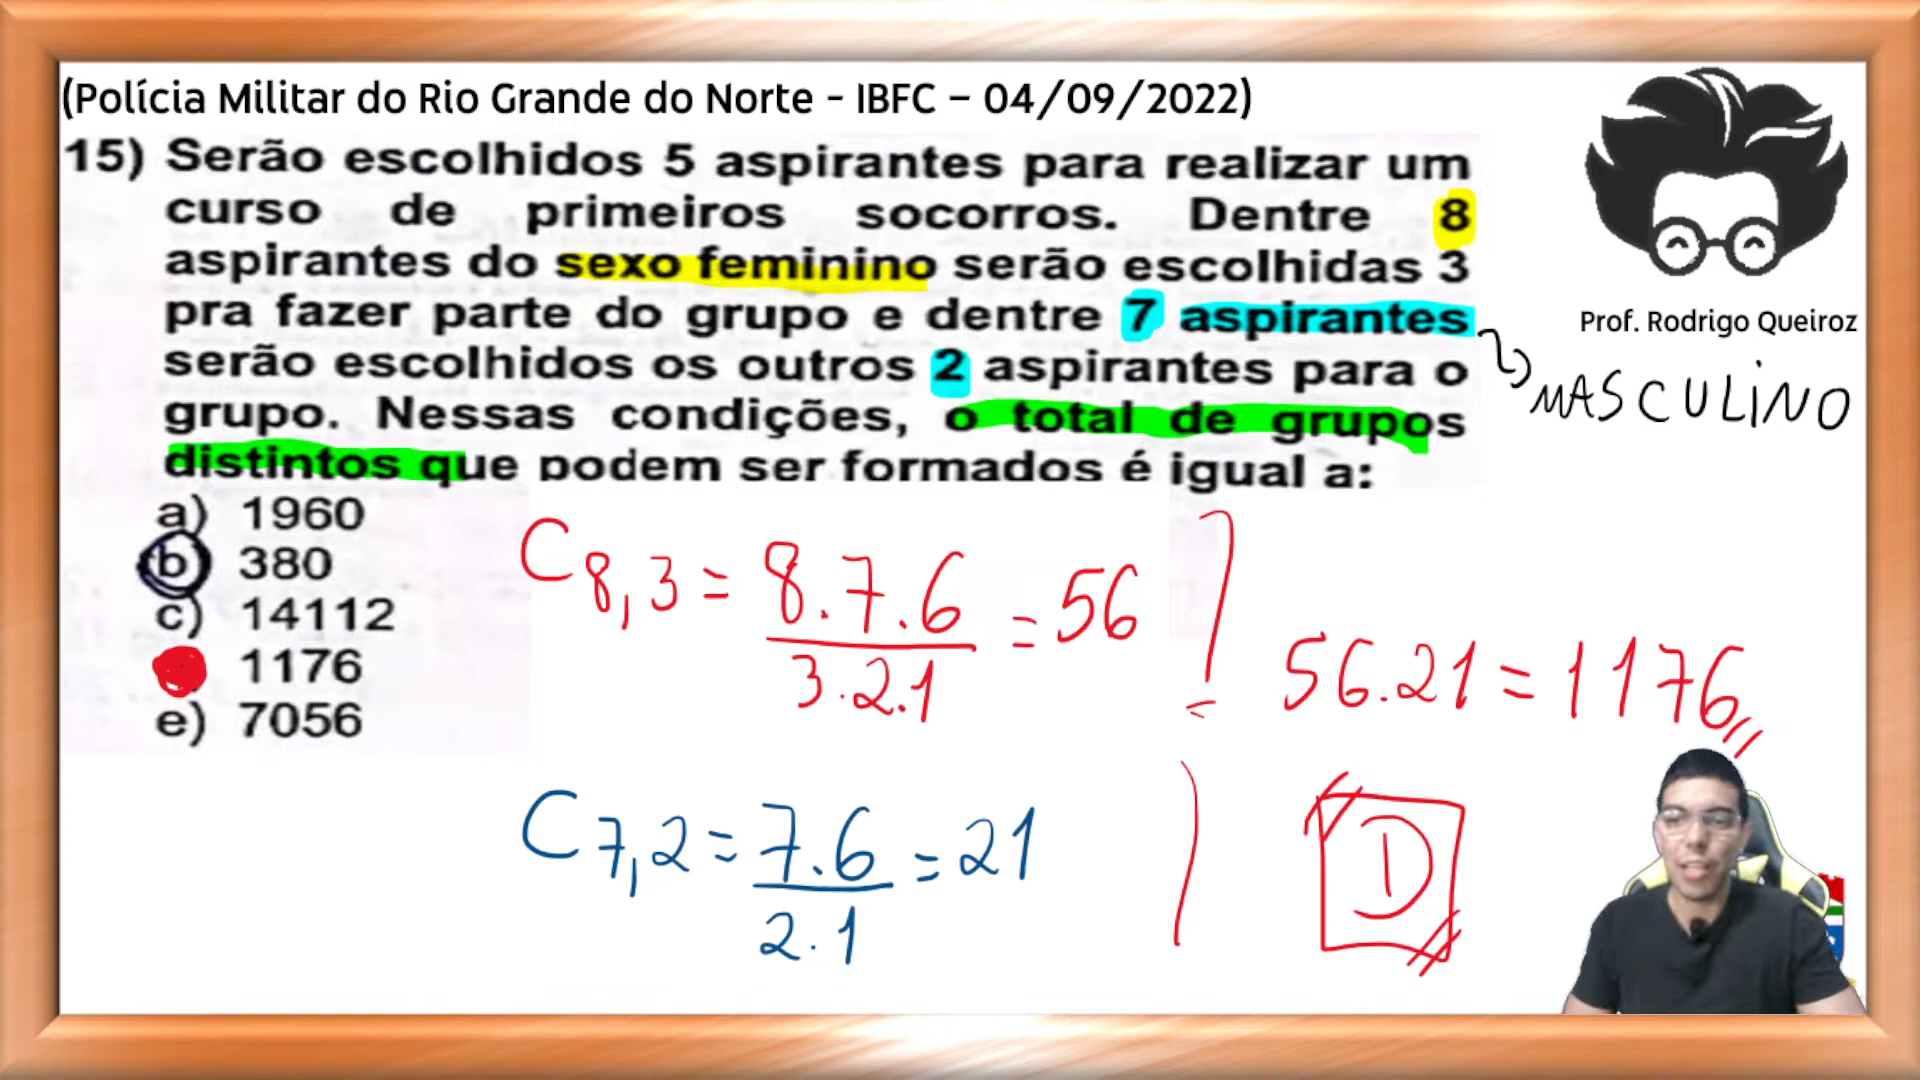 (Polícia Militar do Rio Grande do Norte - IBFC – 04/09/2022)
15) Serão escolhidos 5 aspirantes para realizar um
curso de primeiros socorros. Dentre 8
aspirantes do sexo feminino serão escolhidas 3
pra fazer parte do grupo e dentre 7 aspirantes
serão escolhidos os outros 2 aspirantes para o
grupo. Nessas condições, o total de grupos
distintos que podem ser formados é igual a:
Prof. Rodrigo Queiroz
MASCULINO
a) 1960
b) 380
c) 14112
1176
e) 7056
C8,3 = 8.7.6 / 3.2.1 = 56
= 56.21 = 1176,,
C7,2 = 7.6 / 2.1 = 21
D